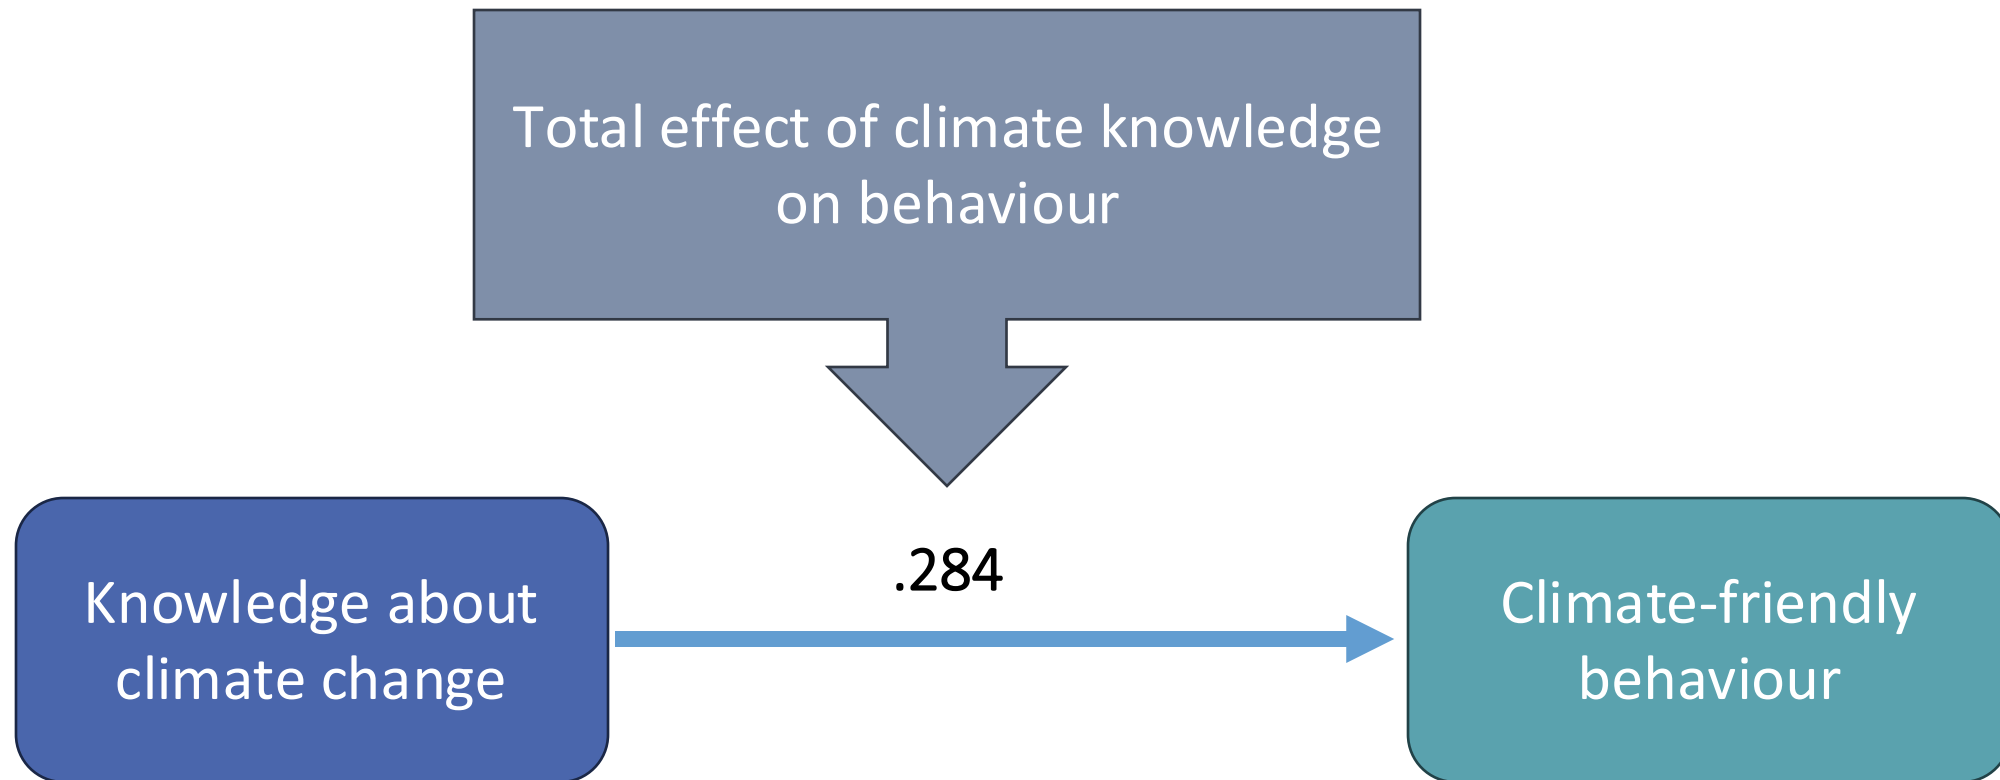 Total effect of climate knowledge
on behaviour
.284
Knowledge about
climate change
Climate-friendly
behaviour